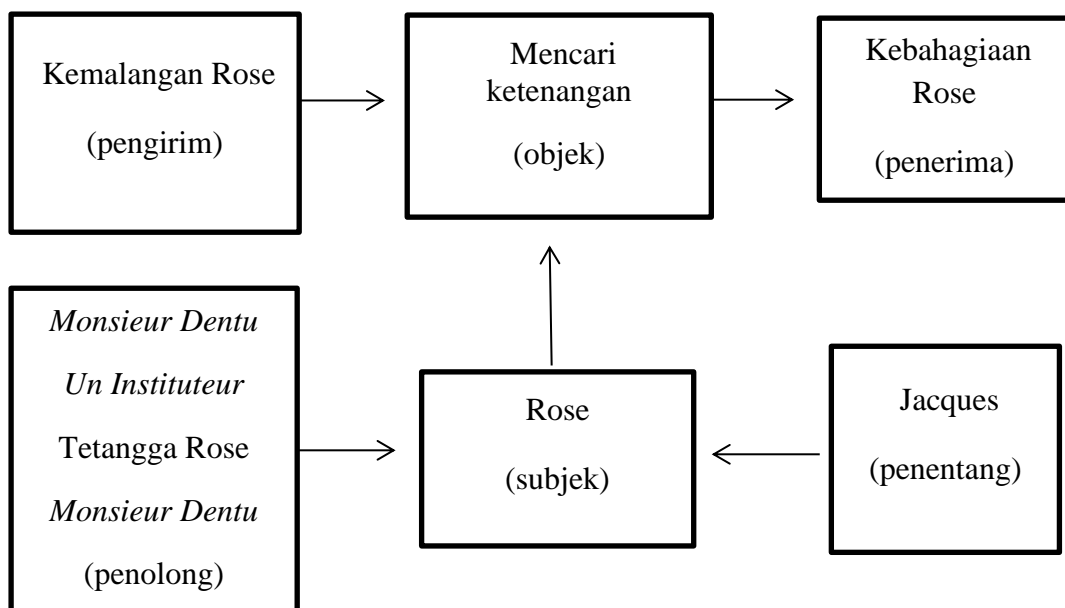 Kemalangan Rose
(pengirim)
Mencari
ketenangan
(objek)
Kebahagiaan
Rose
(penerima)
Monsieur Dentu
Un Instituteur
Tetangga Rose
Monsieur Dentu
(penolong)
Rose
(subjek)
Jacques
(penentang)